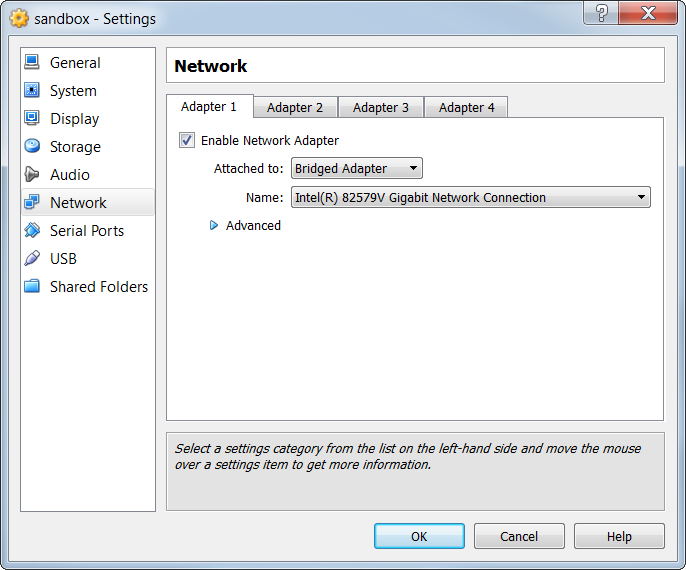 sandbox - Settings
General
System
Display
Storage
Audio
Network
Serial Ports
USB
Shared Folders
Network
Adapter 1 Adapter 2 Adapter 3 Adapter 4
Enable Network Adapter
Attached to: Bridged Adapter
Name: Intel(R) 82579V Gigabit Network Connection
Advanced
Select a settings category from the list on the left-hand side and move the mouse
over a settings item to get more information.
OK Cancel Help